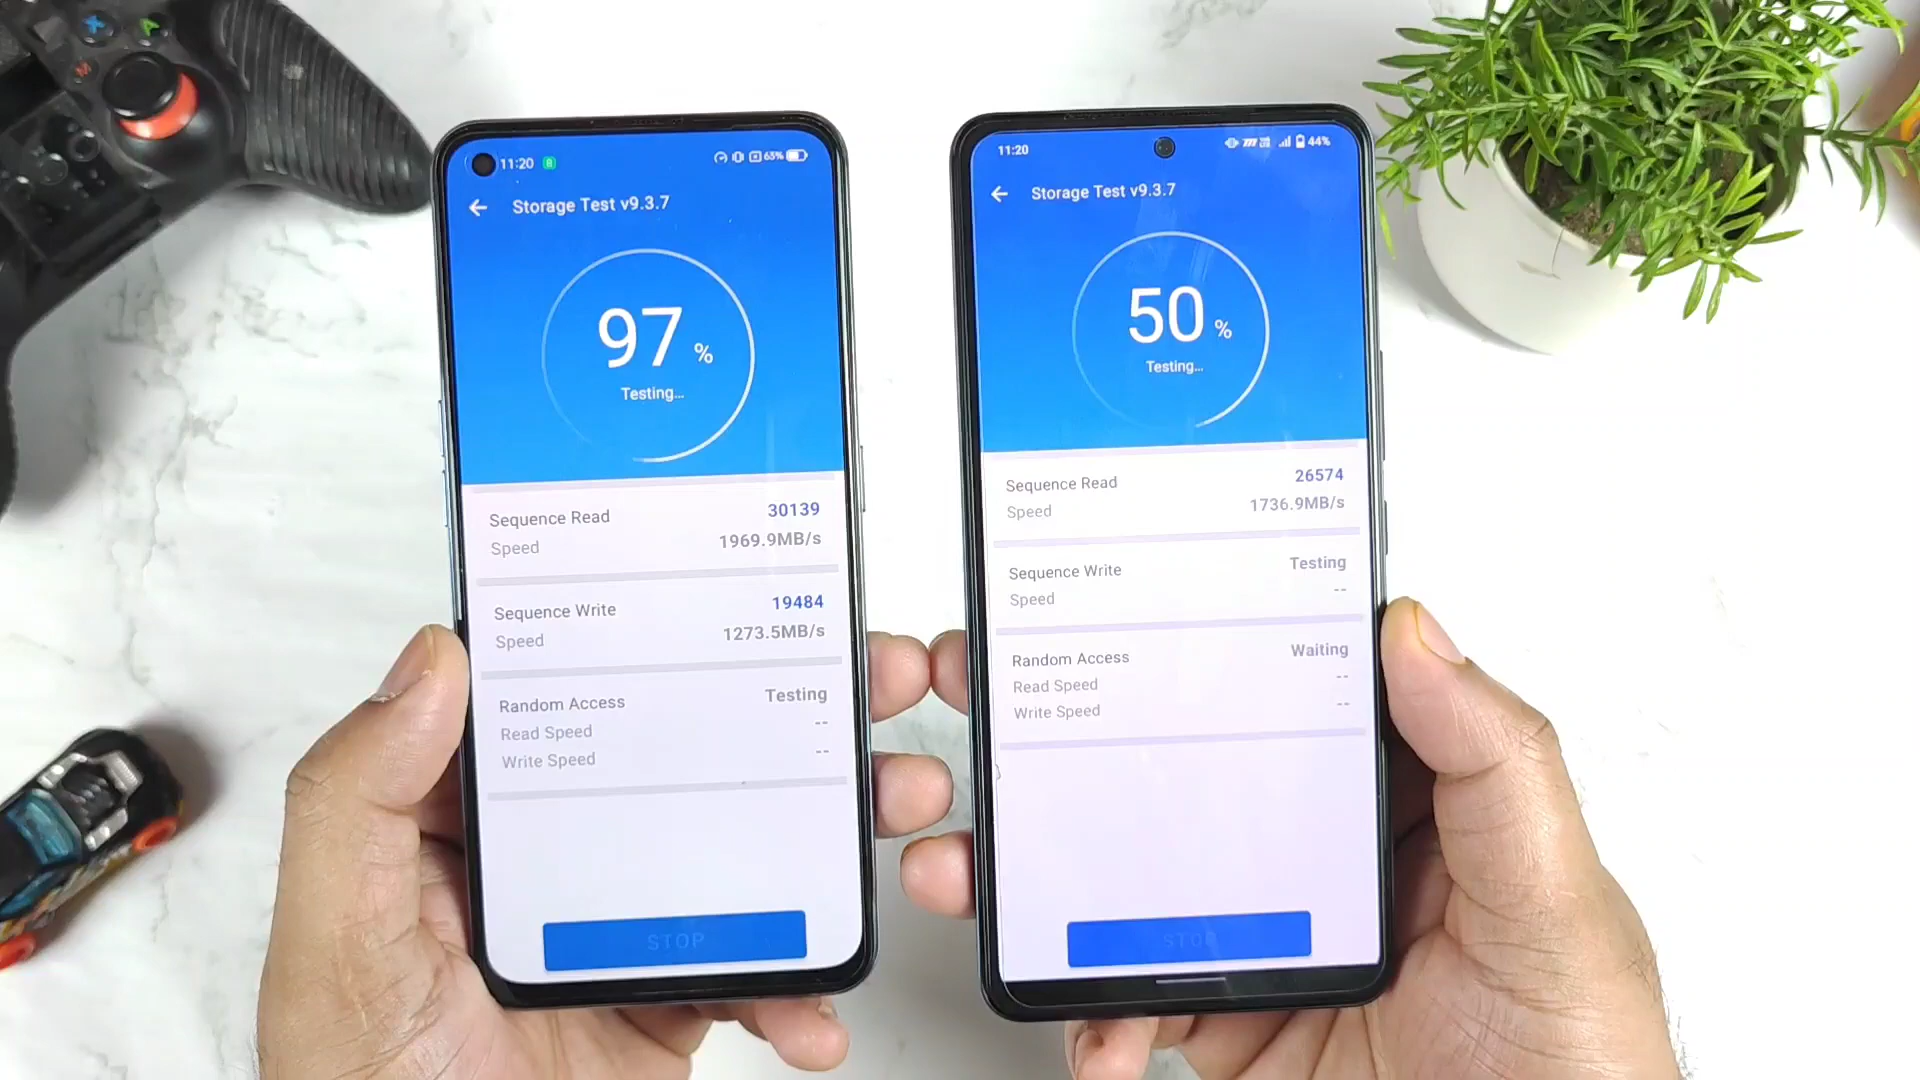 11:20 65%
Storage Test v9.3.7
97 %
Testing...
Sequence Read 30139
Speed 1969.9MB/s
Sequence Write 19484
Speed 1273.5MB/s
Random Access Testing
Read Speed --
Write Speed --
STOP
11:20 44%
Storage Test v9.3.7
50 %
Testing...
Sequence Read 26574
Speed 1736.9MB/s
Sequence Write Testing
Speed --
Random Access Waiting
Read Speed --
Write Speed --
STOP
X
A
M